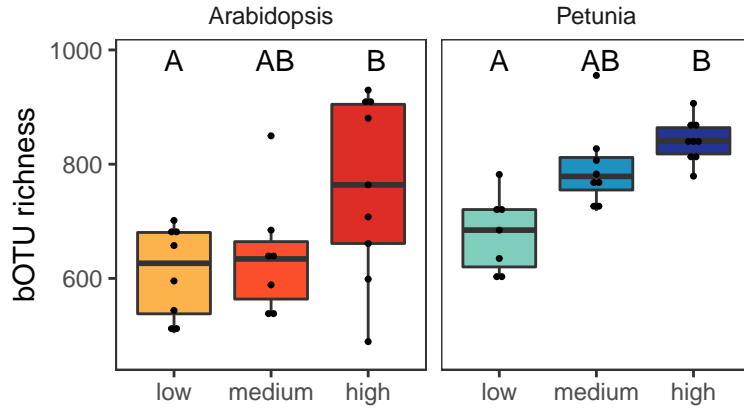 Arabidopsis
Petunia
bOTU richness
1000
800
600
A AB B
A AB B
low medium high
low medium high